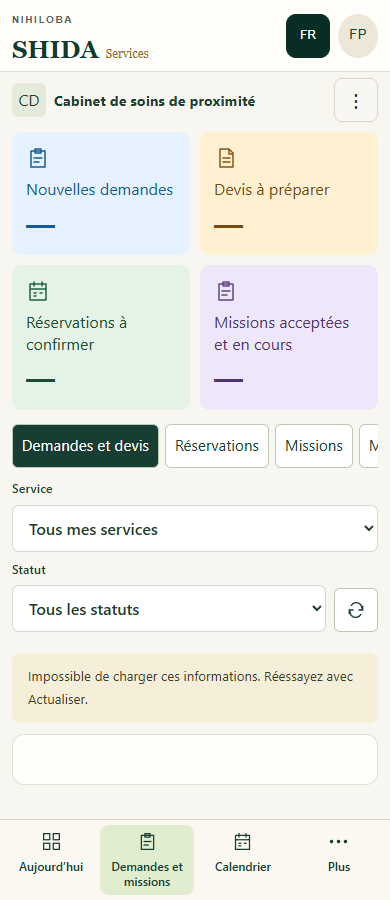 NIHILOBA
SHIDA Services
FR
FP
CD
Cabinet de soins de proximité
Nouvelles demandes
—
Devis à préparer
—
Réservations à
confirmer
—
Missions acceptées
et en cours
—
Demandes et devis
Réservations
Missions
M
Service
Tous mes services
Statut
Tous les statuts
Impossible de charger ces informations. Réessayez avec
Actualiser.
Aujourd'hui
Demandes et
missions
Calendrier
Plus